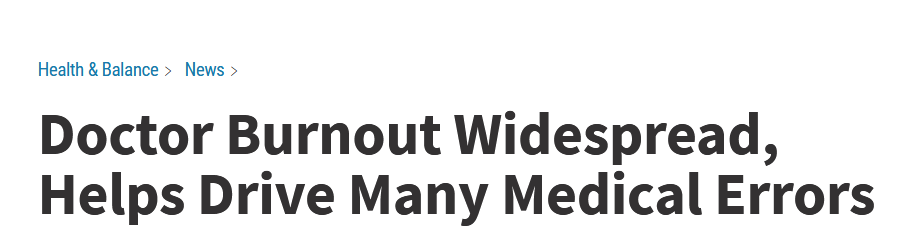 Health & Balance > News >
Doctor Burnout Widespread,
Helps Drive Many Medical Errors